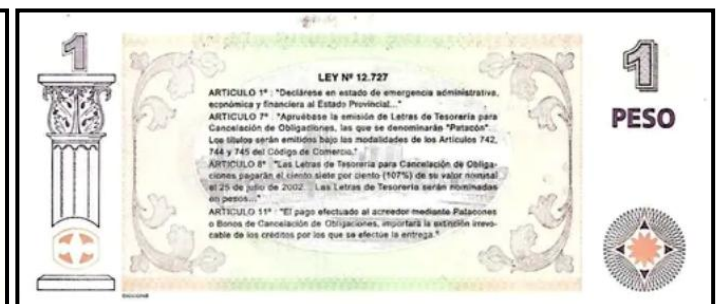 1
1
PESO
LEY Nº 12.727
ARTICULO 1º : "Declárese en estado de emergencia administrativa,
económica y financiera al Estado Provincial..."
ARTICULO 7º : "Apruébase la emisión de Letras de Tesorería para
Cancelación de Obligaciones, las que se denominarán "Patacón".
Los títulos serán emitidos bajo las modalidades de los Artículos 742,
744 y 745 del Código de Comercio."
ARTICULO 8º "Las Letras de Tesorería para Cancelación de Obliga-
ciones pagarán el ciento siete por ciento (107%) de su valor nominal
el 25 de julio de 2002. Las Letras de Tesorería serán nominadas
en pesos..."
ARTICULO 11º : "El pago efectuado al acreedor mediante Patacones
o Bonos de Cancelación de Obligaciones, importará la extinción irrevo-
cable de los créditos por los que se efectúe la entrega."